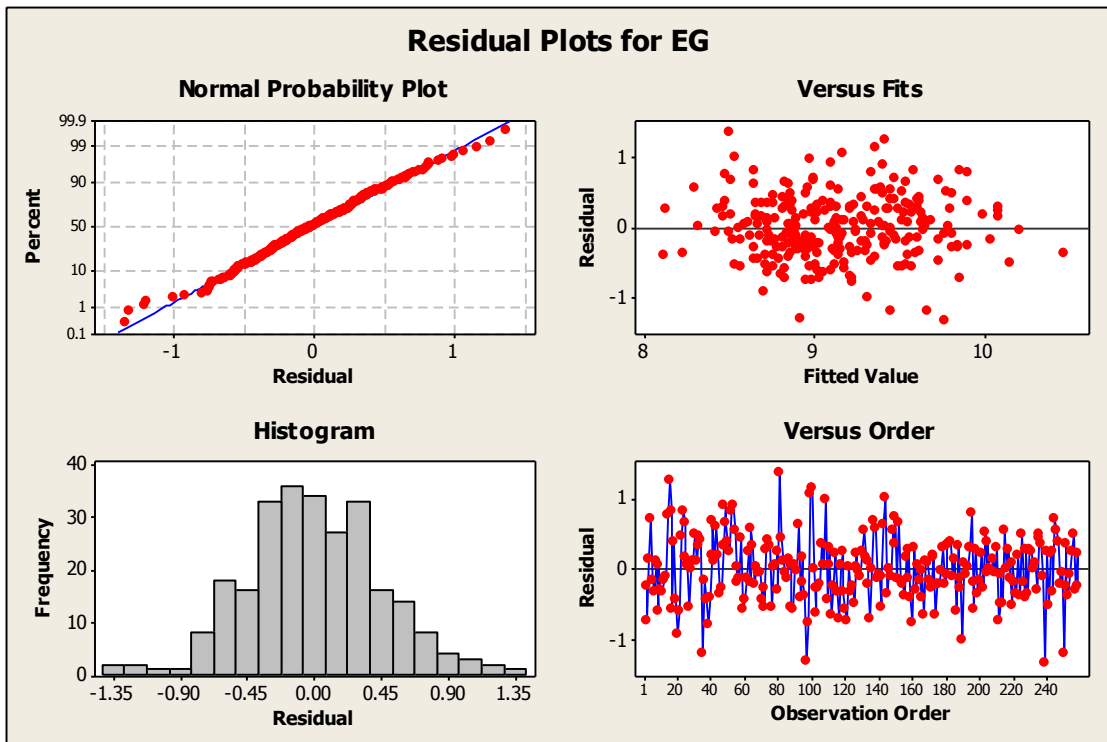 Residual Plots for EG
Normal Probability Plot
99.9
99
90
50
10
1
0.1
Percent
-1 0 1
Residual
Versus Fits
1
0
-1
Residual
8 9 10
Fitted Value
Histogram
40
30
20
10
0
Frequency
-1.35 -0.90 -0.45 0.00 0.45 0.90 1.35
Residual
Versus Order
1
0
-1
Residual
1 20 40 60 80 100 120 140 160 180 200 220 240
Observation Order